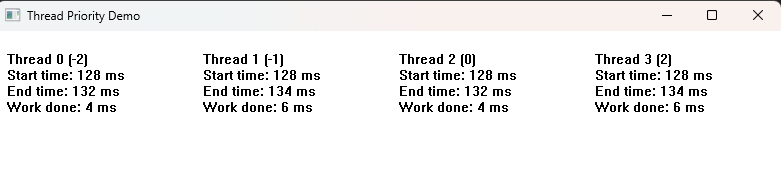 Thread Priority Demo
Thread 0 (-2)
Start time: 128 ms
End time: 132 ms
Work done: 4 ms
Thread 1 (-1)
Start time: 128 ms
End time: 134 ms
Work done: 6 ms
Thread 2 (0)
Start time: 128 ms
End time: 132 ms
Work done: 4 ms
Thread 3 (2)
Start time: 128 ms
End time: 134 ms
Work done: 6 ms